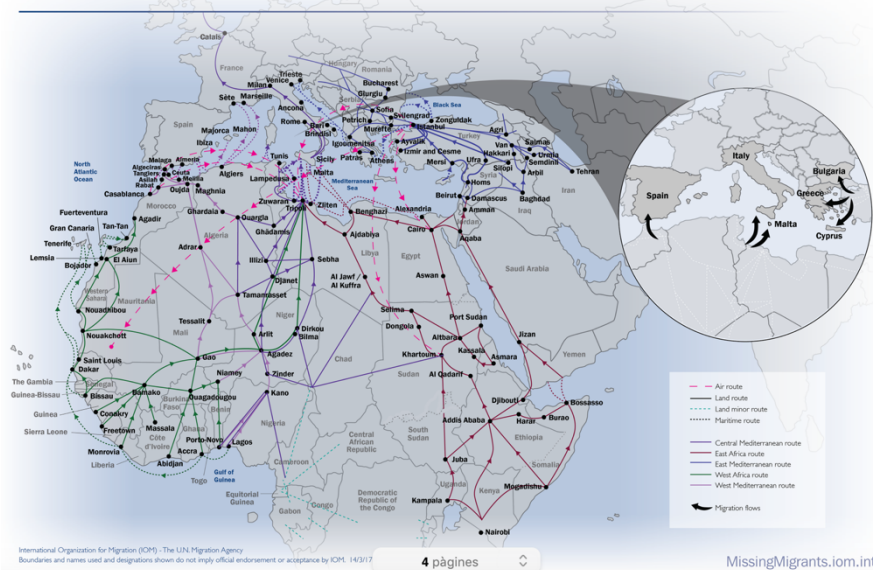 Calais
France
Hungary
Romania
Serbia
Spain
Turkey
Syria
Iraq
Iran
Jordan
Morocco
Algeria
Libya
Egypt
Saudi Arabia
Western
Sahara
Mauritania
Mali
Niger
Chad
Sudan
Yemen
Senegal
The Gambia
Guinea-Bissau
Guinea
Sierra Leone
Liberia
Côte
d'Ivoire
Burkina
Faso
Ghana
Togo
Benin
Nigeria
Cameroon
Central
African
Republic
South
Sudan
Ethiopia
Somalia
Uganda
Kenya
Equitorial
Guinea
Gabon
Congo
Democratic
Republic of
the Congo
North
Atlantic
Ocean
Mediterranean
Sea
Black Sea
Gulf of
Guinea
Trieste
Venice
Milan
Sète
Marseille
Ancona
Rome
Bari
Brindisi
Bucharest
Giurgiu
Sofia
Petrich
Svilengrad
Murette
Istanbul
Zonguldak
Igoumenitsa
Patras
Athees
Ayvalik
Izmir and Cesme
Agri
Van
Salmas
Hakkari
Urmia
Ufra
Silopi
Sondinia
Arbil
Tehran
Mersi
Homs
Beirut
Damascus
Baghdad
Amman
Aqaba
Majorca
Mahón
Ibiza
Malaga
Almeda
Algeciras
Tangiers
Ceuta
Asilah
Melilla
Rabat
Oujda
Maghnia
Casablanca
Algiers
Tunis
Sicily
Lampedusa
Malta
Zuwaran
Tripoli
Zliten
Benghazi
Ajdabiya
Alexandria
Cairo
Fuerteventura
Gran Canaria
Tenerife
Tan-Tan
Agadir
Tarfaya
Lemsia
El Aiun
Bojador
Ghardala
Ouargla
Ghádamis
Adrar
Illizi
Sebha
Djanet
Tamamasset
Al Jawf /
Al Kuffra
Aswan
Nouadhibou
Nouakchott
Tessalit
Arlit
Dirkou
Bilma
Selima
Dongola
Port Sudan
Jizan
Saint Louis
Dakar
Gao
Agadez
Altbara
Khartoum
Kassala
Asmara
Bissau
Bamako
Niamey
Zinder
Kano
Al Qadarif
Ouagadougou
Conakry
Massala
Freetown
Monrovia
Abidjan
Accra
Porto-Novo
Lagos
Djibouti
Bossasso
Addis Ababa
Harar
Burao
Juba
Kampala
Mogadishu
Nairobi
Italy
Spain
Bulgaria
Greece
Malta
Cyprus
Air route
Land route
Land minor route
Maritime route
Central Mediterranean route
East Africa route
East Mediterranean route
West Africa route
West Mediterranean route
Migration flows
International Organization for Migration (IOM) -The U.N. Migration Agency
Boundaries and names used and designations shown do not imply official endorsement or acceptance by IOM. 14/3/17
4 pàgines
MissingMigrants.iom.int